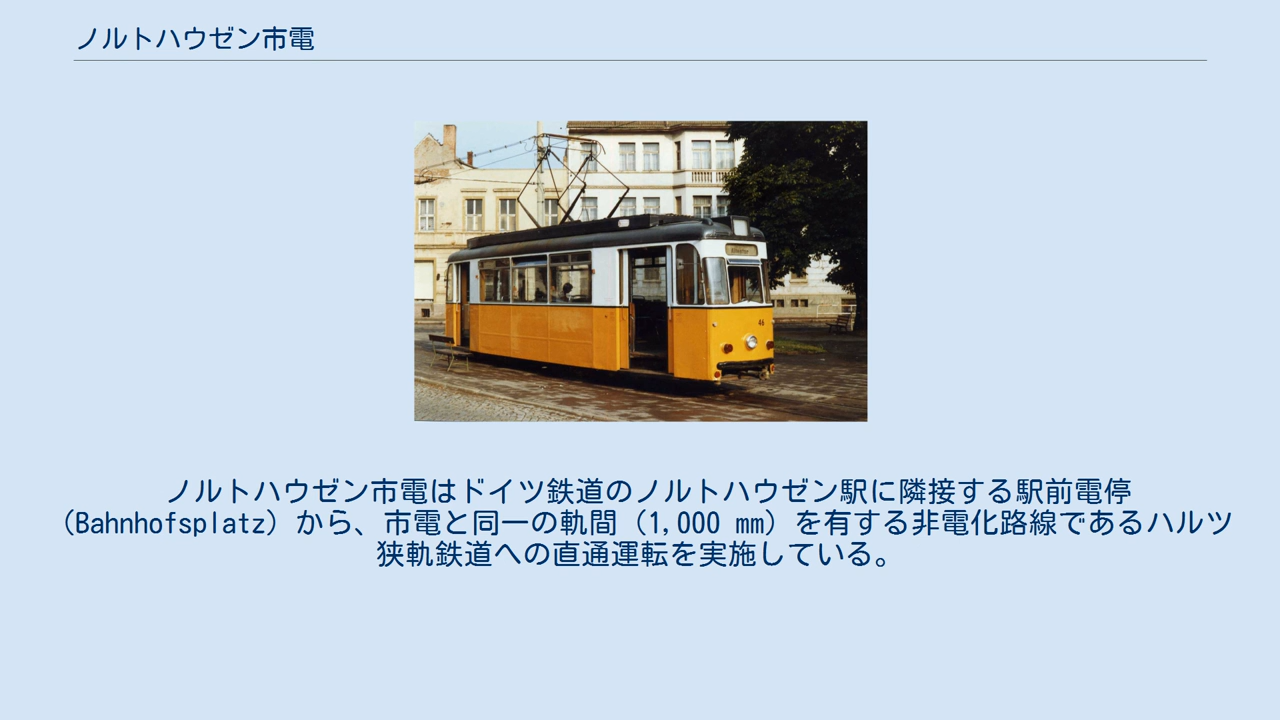 ノルトハウゼン市電
46
ノルトハウゼン市電はドイツ鉄道のノルトハウゼン駅に隣接する駅前電停
（Bahnhofsplatz）から、市電と同一の軌間（1,000 mm）を有する非電化路線であるハルツ
狭軌鉄道への直通運転を実施している。